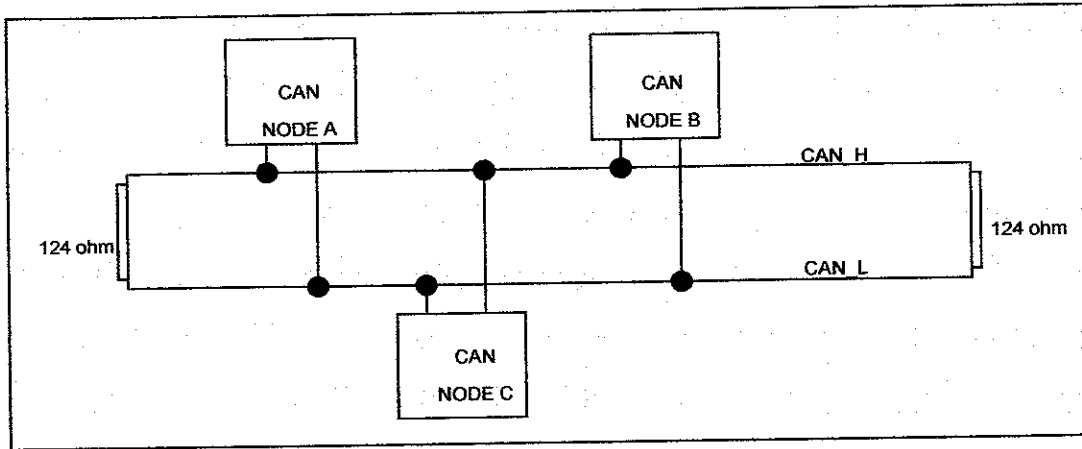 CAN
NODE A
CAN
NODE B
CAN_H
124 ohm
124 ohm
CAN_L
CAN
NODE C